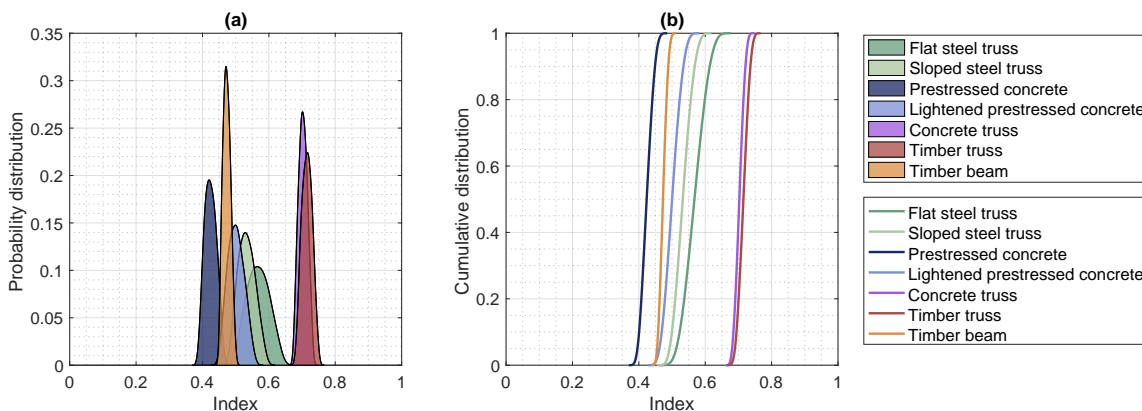 (a)
Probability distribution
0.35
0.3
0.25
0.2
0.15
0.1
0.05
0
0 0.2 0.4 0.6 0.8 1
Index
(b)
Cumulative distribution
1
0.8
0.6
0.4
0.2
0
0 0.2 0.4 0.6 0.8 1
Index
Flat steel truss
Sloped steel truss
Prestressed concrete
Lightened prestressed concrete
Concrete truss
Timber truss
Timber beam
Flat steel truss
Sloped steel truss
Prestressed concrete
Lightened prestressed concrete
Concrete truss
Timber truss
Timber beam